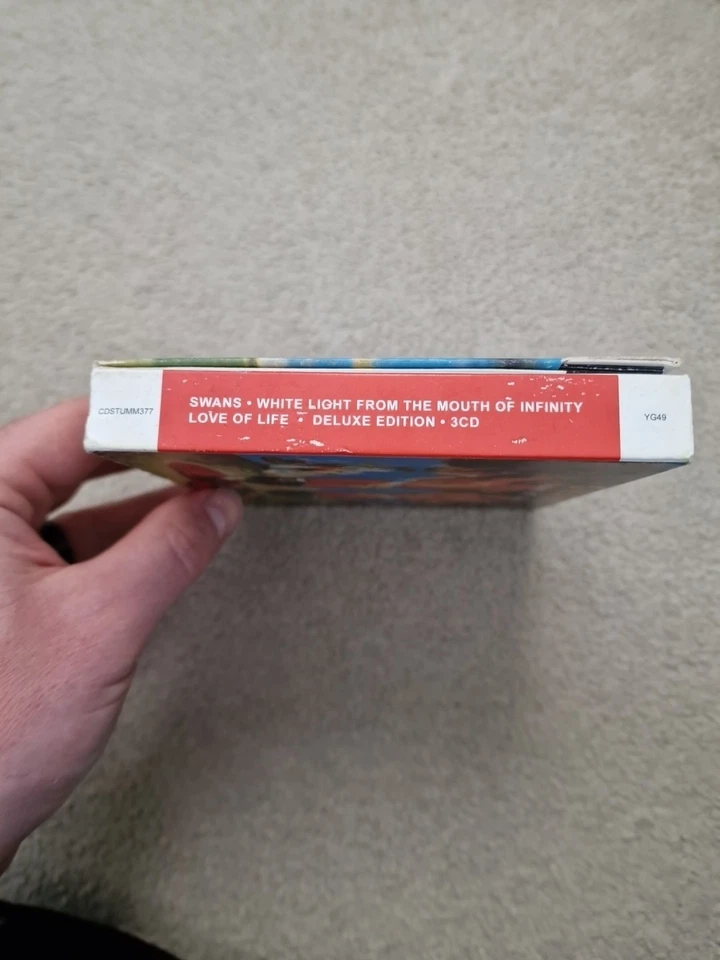 CDSTUMM377
SWANS • WHITE LIGHT FROM THE MOUTH OF INFINITY
LOVE OF LIFE • DELUXE EDITION • 3CD
YG49